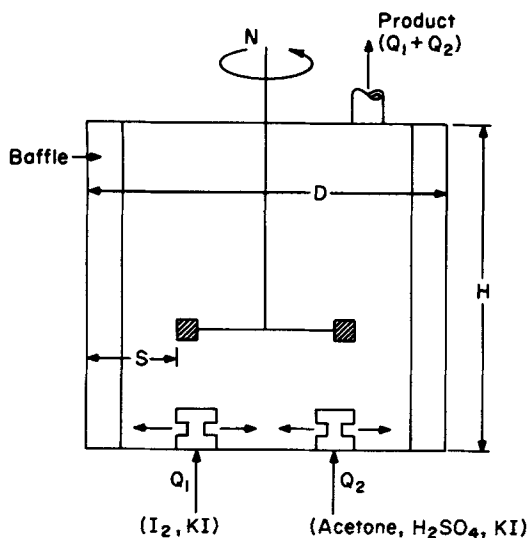 Product
(Q₁+Q₂)
N
Baffle
D
H
S
Q₁
Q₂
(I₂, KI)
(Acetone, H₂SO₄, KI)